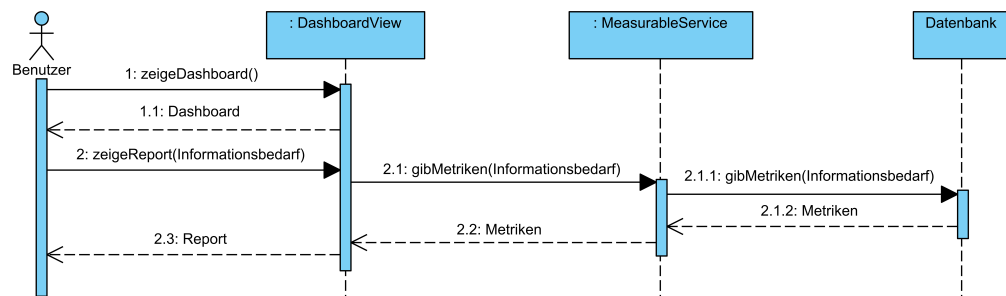 : DashboardView
: MeasurableService
Datenbank
Benutzer
1: zeigeDashboard()
1.1: Dashboard
2: zeigeReport(Informationsbedarf)
2.1: gibMetriken(Informationsbedarf)
2.1.1: gibMetriken(Informationsbedarf)
2.1.2: Metriken
2.2: Metriken
2.3: Report